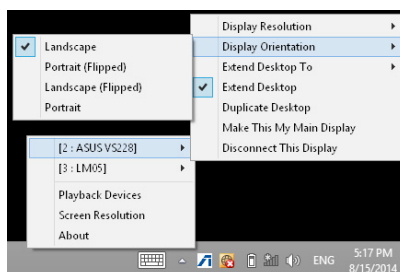 Display Resolution
Display Orientation
Extend Desktop To
Extend Desktop
Duplicate Desktop
Make This My Main Display
Disconnect This Display
Landscape
Portrait (Flipped)
Landscape (Flipped)
Portrait
[2 : ASUS VS228]
[3 : LM05]
Playback Devices
Screen Resolution
About
ENG
5:17 PM
8/15/2014